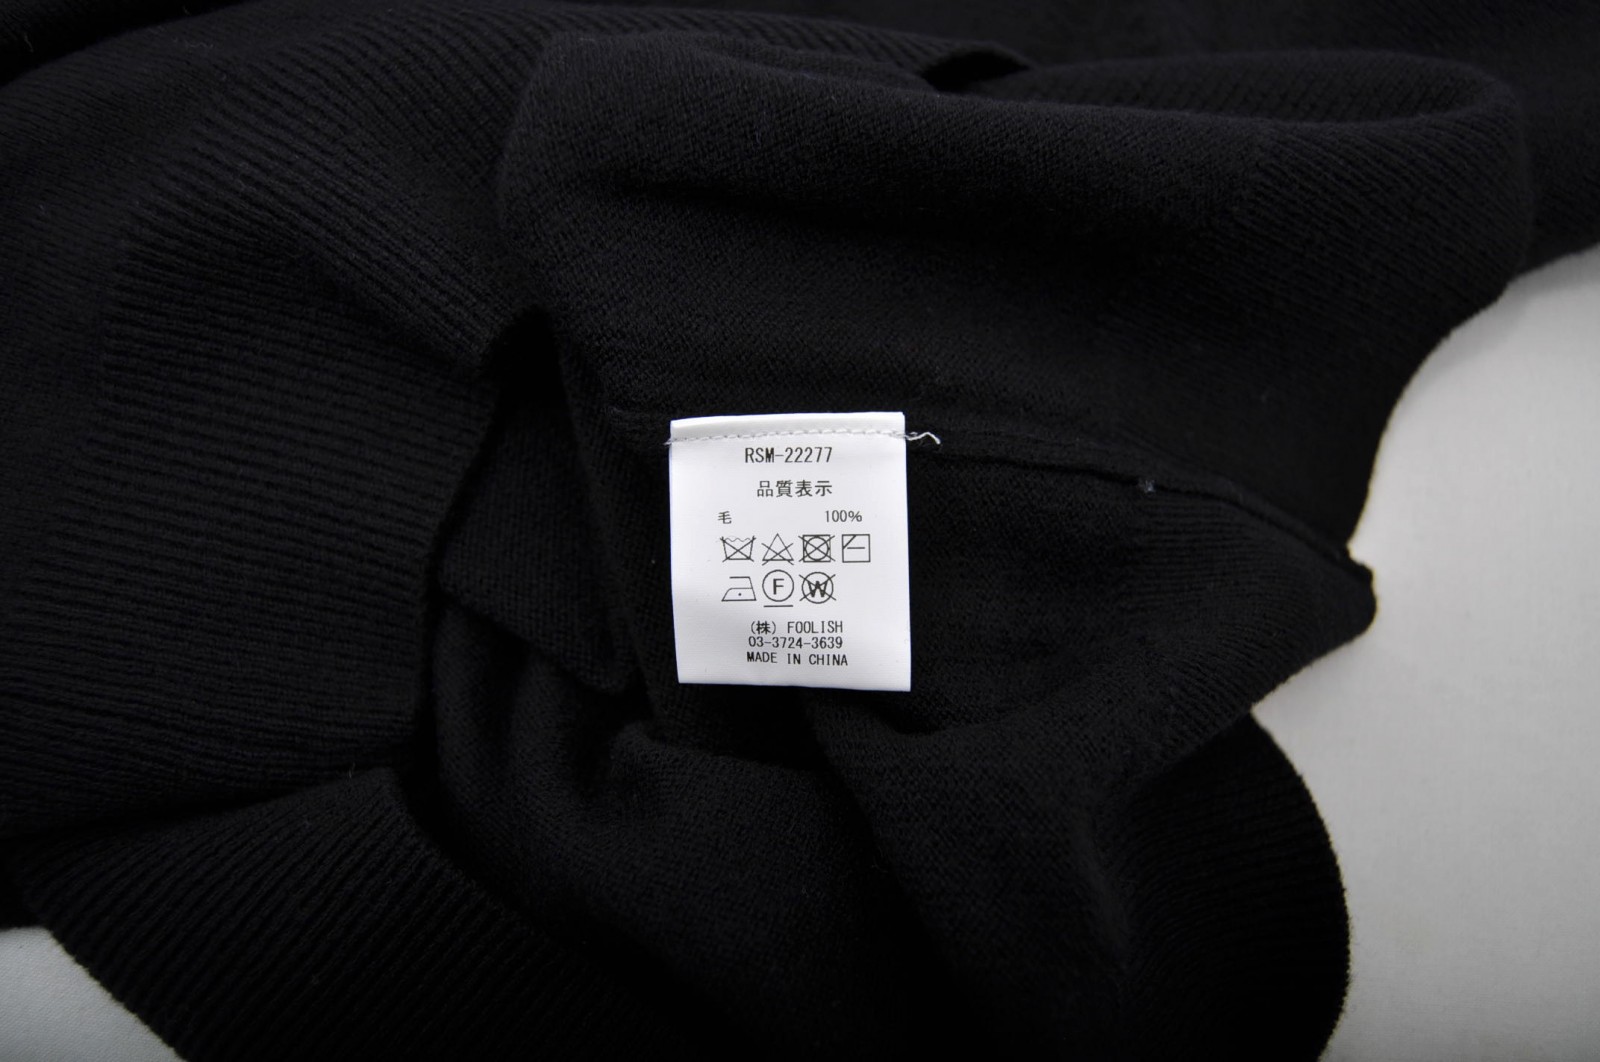 RSM-22277
品質表示
毛 100%
F W
(株) FOOLISH
03-3724-3639
MADE IN CHINA